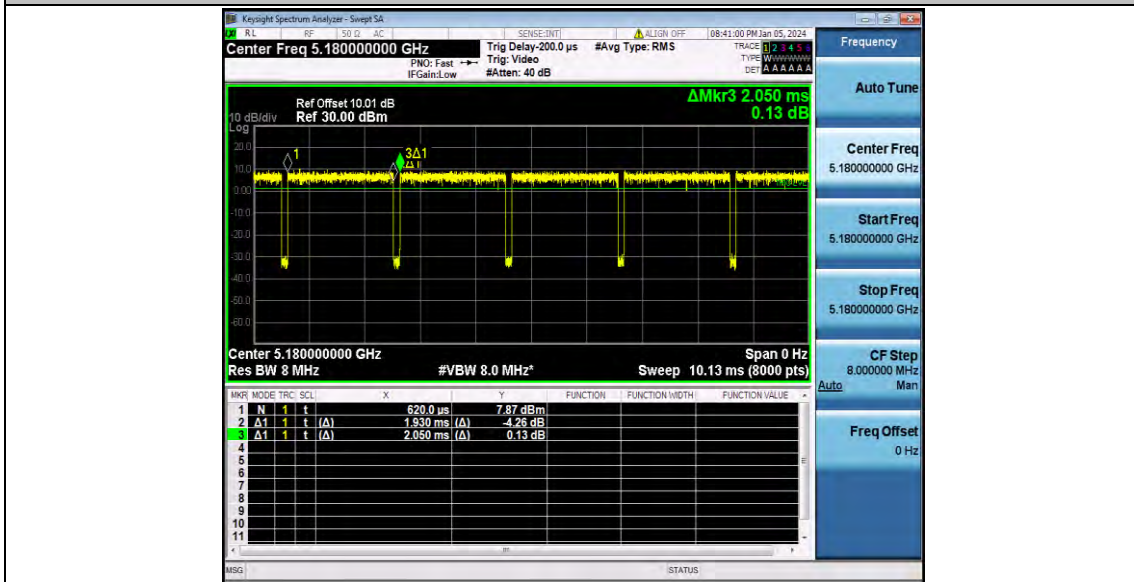 Keysight Spectrum Analyzer - Swept SA
RL RF 50 Ω AC SENSE:INT ALIGN OFF 08:41:00 PM Jan 05, 2024
Center Freq 5.180000000 GHz
PNO: Fast
IFGain:Low
Trig Delay-200.0 µs
Trig: Video
#Atten: 40 dB
#Avg Type: RMS
TRACE 1 2 3 4 5 6
TYPE WWWWWW
DET A A A A A A
ΔMkr3 2.050 ms
0.13 dB
Ref Offset 10.01 dB
10 dB/div Ref 30.00 dBm
Log
20.0
10.0
0.00
-10.0
-20.0
-30.0
-40.0
-50.0
-60.0
1
3Δ1
Center 5.180000000 GHz Span 0 Hz
Res BW 8 MHz #VBW 8.0 MHz* Sweep 10.13 ms (8000 pts)
MKR MODE TRC SCL X Y FUNCTION FUNCTION WIDTH FUNCTION VALUE
1 N 1 t 620.0 µs 7.87 dBm
2 Δ1 1 t (Δ) 1.930 ms (Δ) -4.26 dB
3 Δ1 1 t (Δ) 2.050 ms (Δ) 0.13 dB
4
5
6
7
8
9
10
11
MSG STATUS
Frequency
Auto Tune
Center Freq
5.180000000 GHz
Start Freq
5.180000000 GHz
Stop Freq
5.180000000 GHz
CF Step
8.000000 MHz
Auto Man
Freq Offset
0 Hz